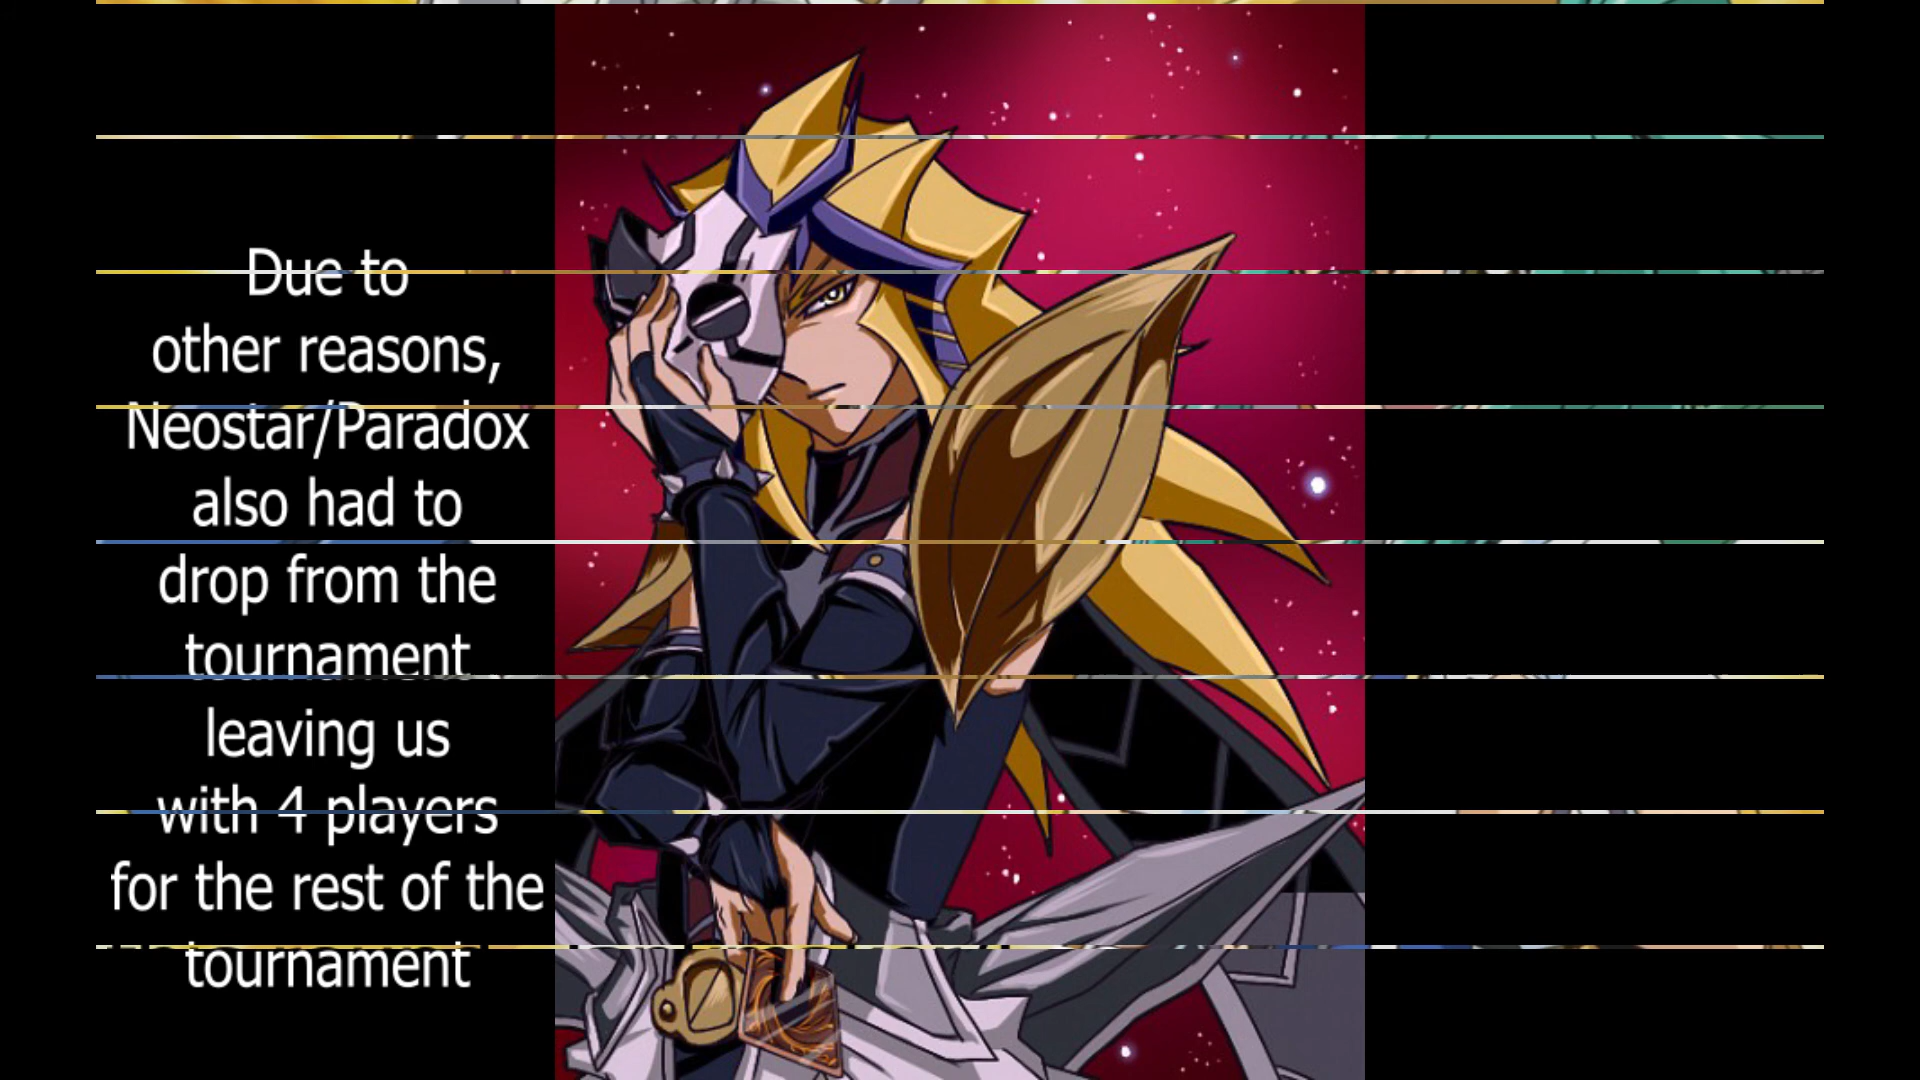 Due to
other reasons,
Neostar/Paradox
also had to
drop from the
tournament
leaving us
with 4 players
for the rest of the
tournament